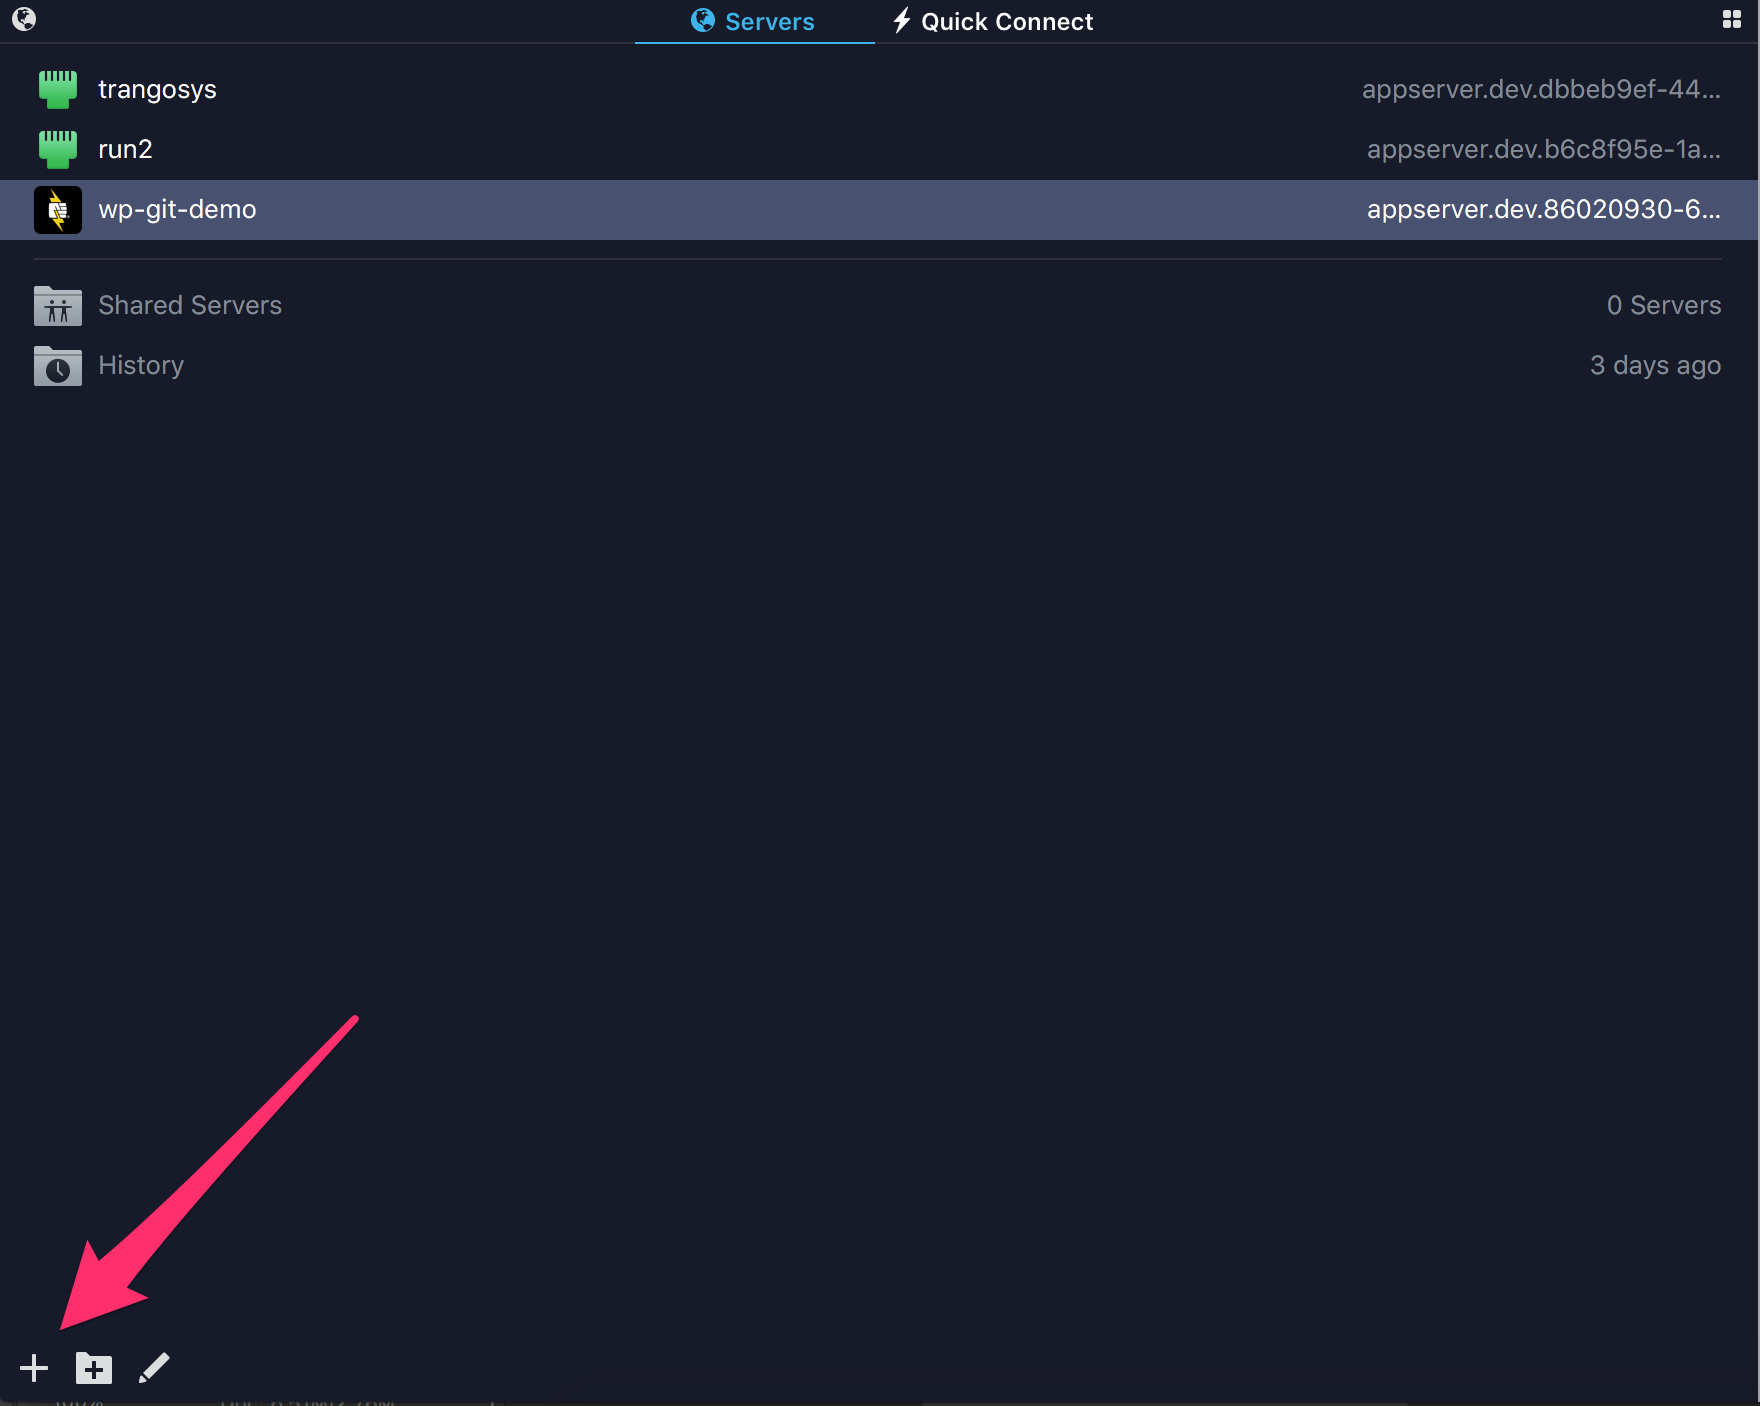 Servers
Quick Connect
trangosys appserver.dev.dbbeb9ef-44...
run2 appserver.dev.b6c8f95e-1a...
wp-git-demo appserver.dev.86020930-6...
Shared Servers 0 Servers
History 3 days ago